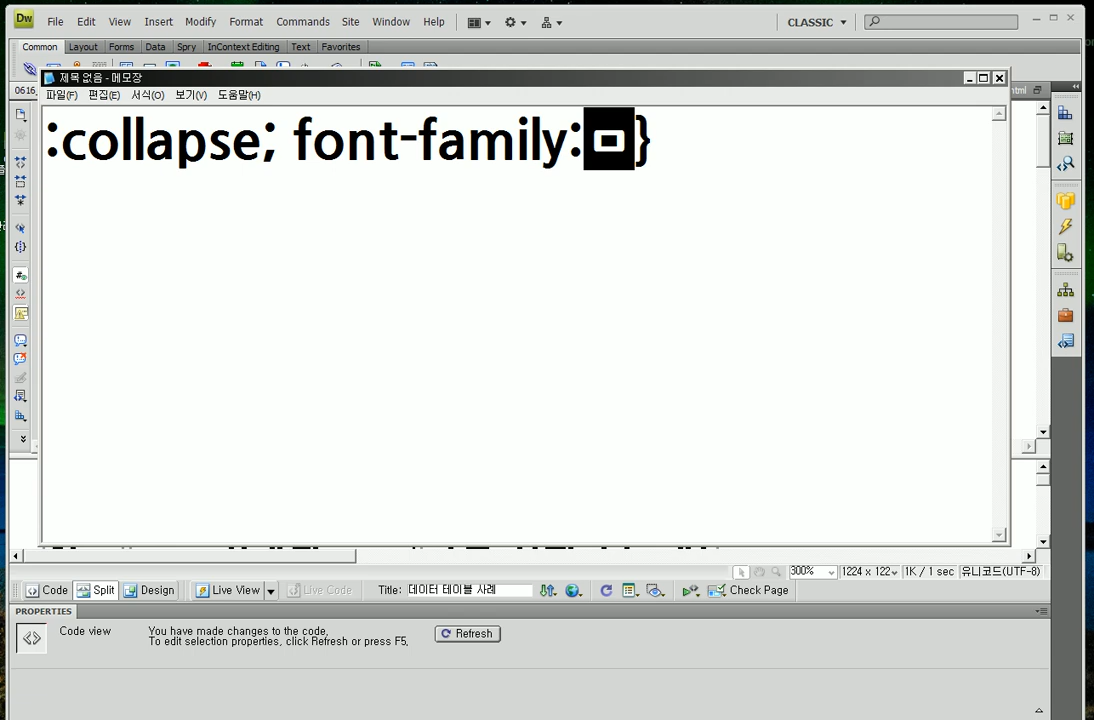 Dw File Edit View Insert Modify Format Commands Site Window Help CLASSIC
Common Layout Forms Data Spry InContext Editing Text Favorites
제목 없음 - 메모장
0616
html
파일(F) 편집(E) 서식(O) 보기(V) 도움말(H)
:collapse; font-family:ㅁ}
300% 1224 x 122 1K / 1 sec 유니코드(UTF-8)
Code Split Design Live View Live Code Title: 데이터 테이블 사례 Check Page
PROPERTIES
Code view
You have made changes to the code.
To edit selection properties, click Refresh or press F5.
Refresh